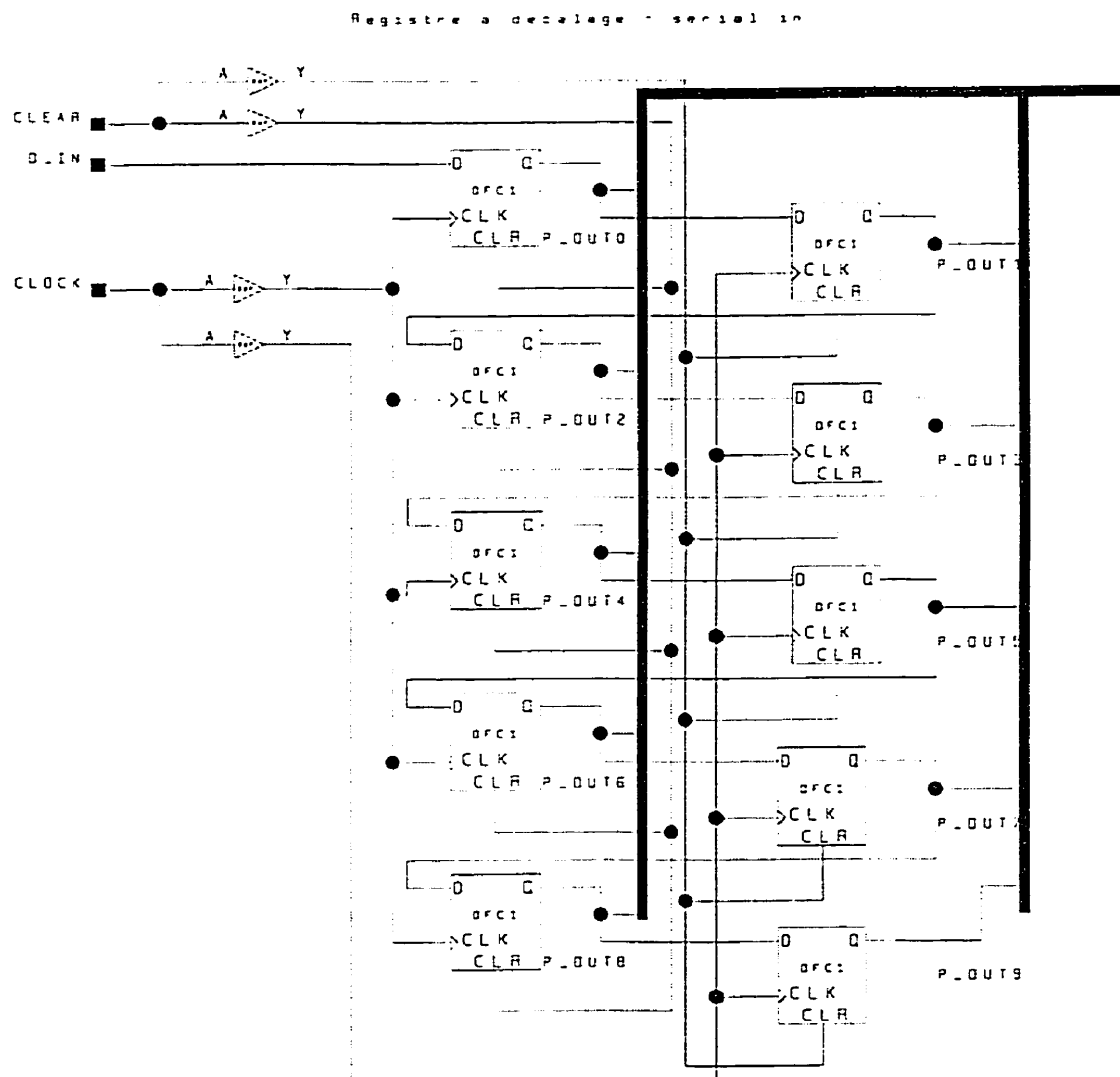 Registre a decalage - serial in
A Y
CLEAR A Y
D_IN
D Q
DFC1
CLK
CLR P_OUT0
D Q
DFC1
CLK
CLR
P_OUT1
CLOCK A Y
A Y
D Q
DFC1
CLK
CLR P_OUT2
D Q
DFC1
CLK
CLR
P_OUT3
D Q
DFC1
CLK
CLR P_OUT4
D Q
DFC1
CLK
CLR
P_OUT5
D Q
DFC1
CLK
CLR P_OUT6
D Q
DFC1
CLK
CLR
P_OUT7
D Q
DFC1
CLK
CLR P_OUT8
D Q
DFC1
CLK
CLR
P_OUT9